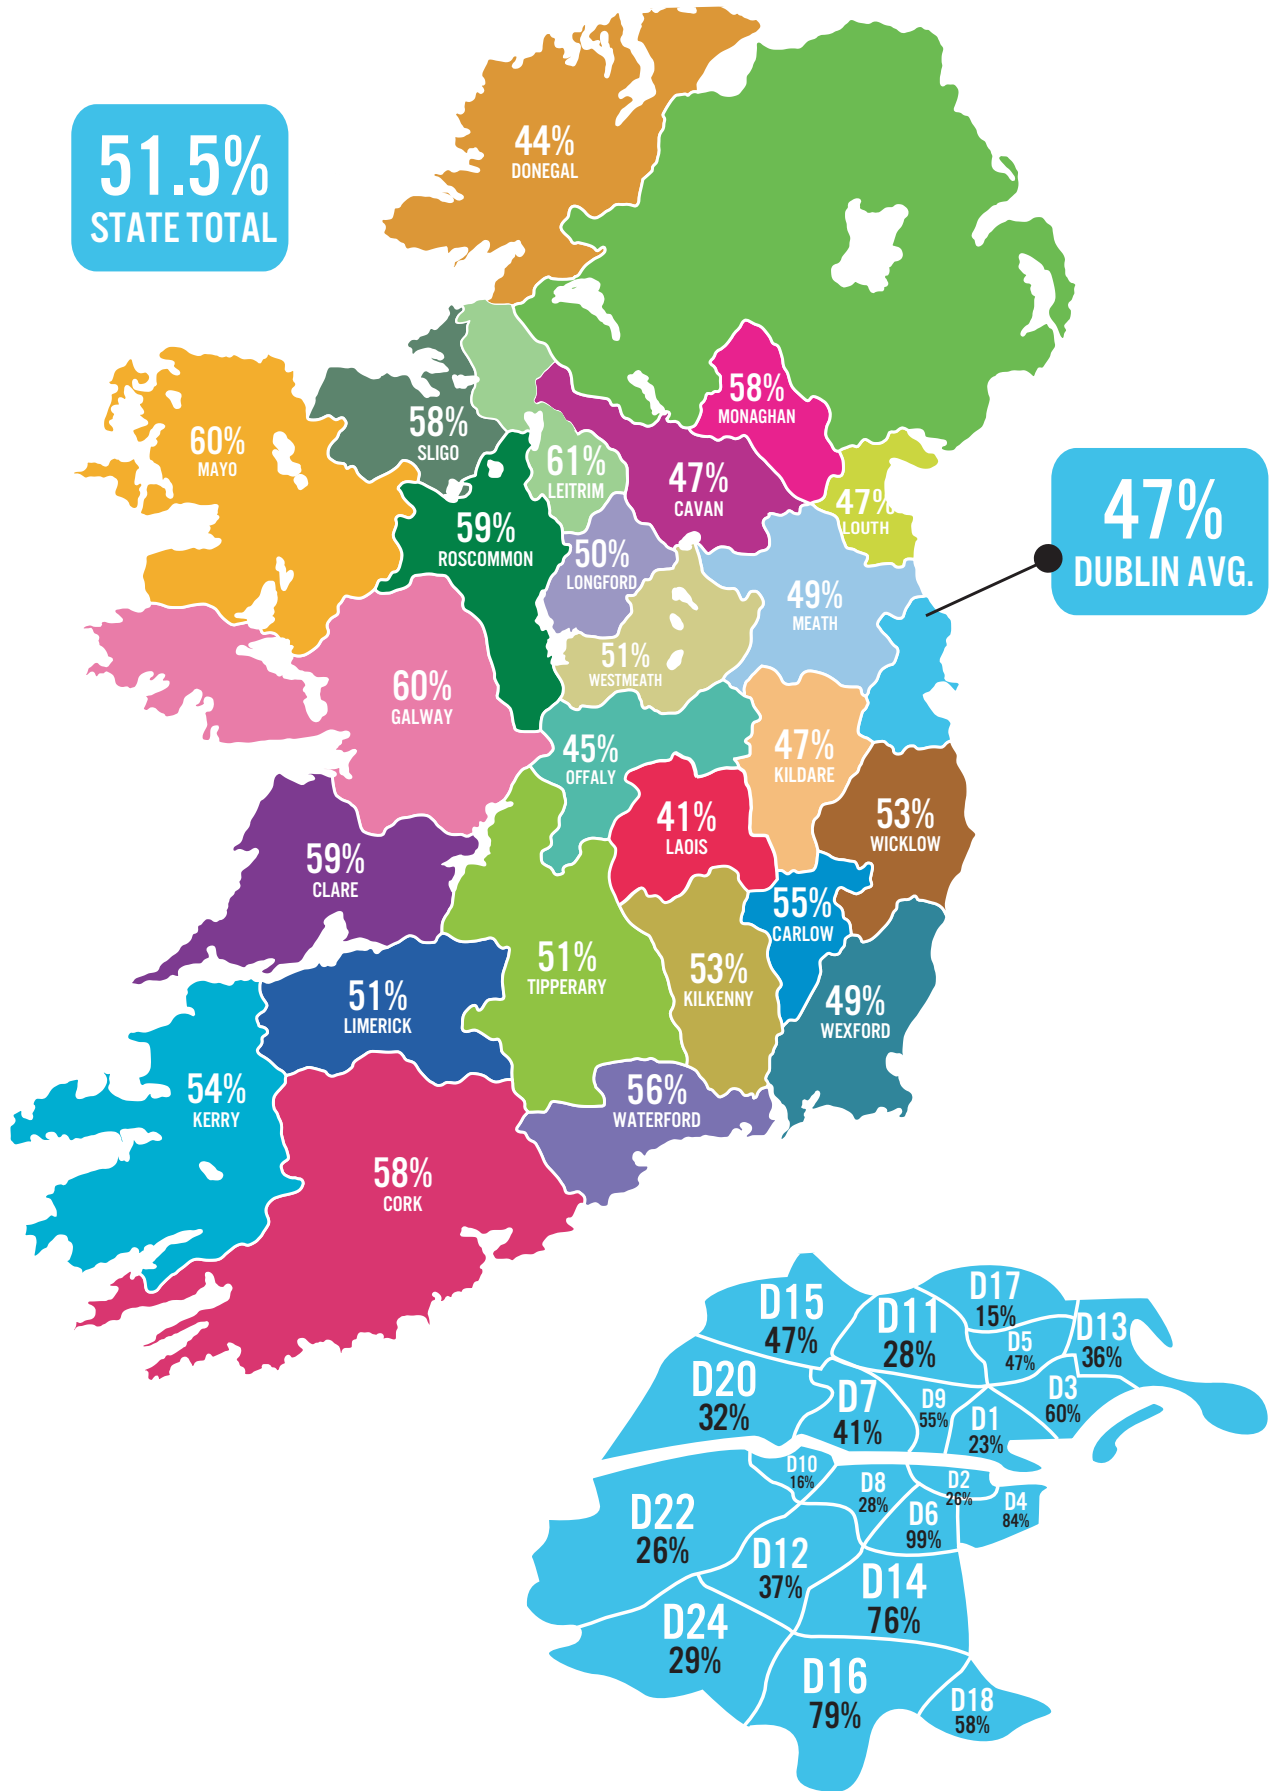 44%
DONEGAL
51.5%
STATE TOTAL
58%
MONAGHAN
58%
SLIGO
60%
MAYO
61%
LEITRIM
47%
CAVAN
47%
LOUTH
47%
DUBLIN AVG.
59%
ROSCOMMON
50%
LONGFORD
49%
MEATH
51%
WESTMEATH
60%
GALWAY
45%
OFFALY
47%
KILDARE
41%
LAOIS
53%
WICKLOW
59%
CLARE
55%
CARLOW
51%
TIPPERARY
53%
KILKENNY
51%
LIMERICK
49%
WEXFORD
54%
KERRY
56%
WATERFORD
58%
CORK
D17
15%
D15
47%
D11
28%
D5
47%
D13
36%
D20
32%
D7
41%
D9
55%
D3
60%
D1
23%
D10
16%
D8
28%
D2
26%
D4
84%
D22
26%
D6
99%
D12
37%
D14
76%
D24
29%
D16
79%
D18
58%